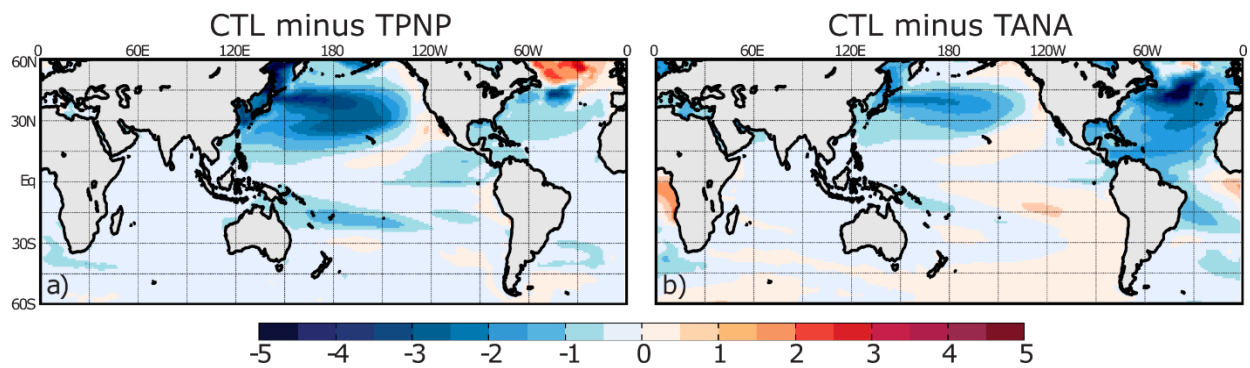 CTL minus TPNP
CTL minus TANA
0 60E 120E 180 120W 60W 0
0 60E 120E 180 120W 60W 0
60N
30N
Eq
30S
60S
a)
b)
-5 -4 -3 -2 -1 0 1 2 3 4 5